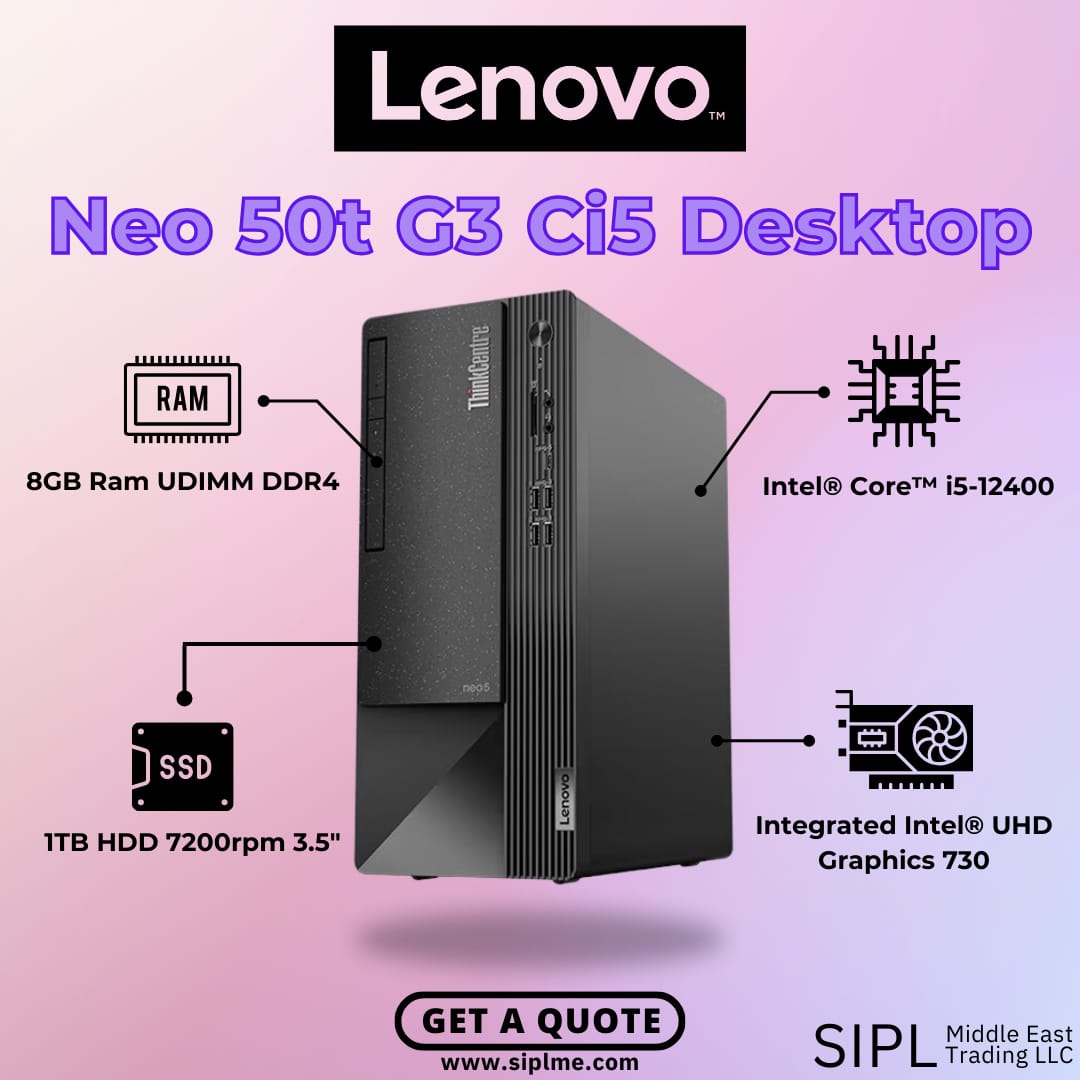 Lenovo™
Neo 50t G3 Ci5 Desktop
RAM
8GB Ram UDIMM DDR4
Intel® Core™ i5-12400
ThinkCentre
neo5
Lenovo
SSD
1TB HDD 7200rpm 3.5"
Integrated Intel® UHD
Graphics 730
GET A QUOTE
www.siplme.com
SIPL Middle East
Trading LLC